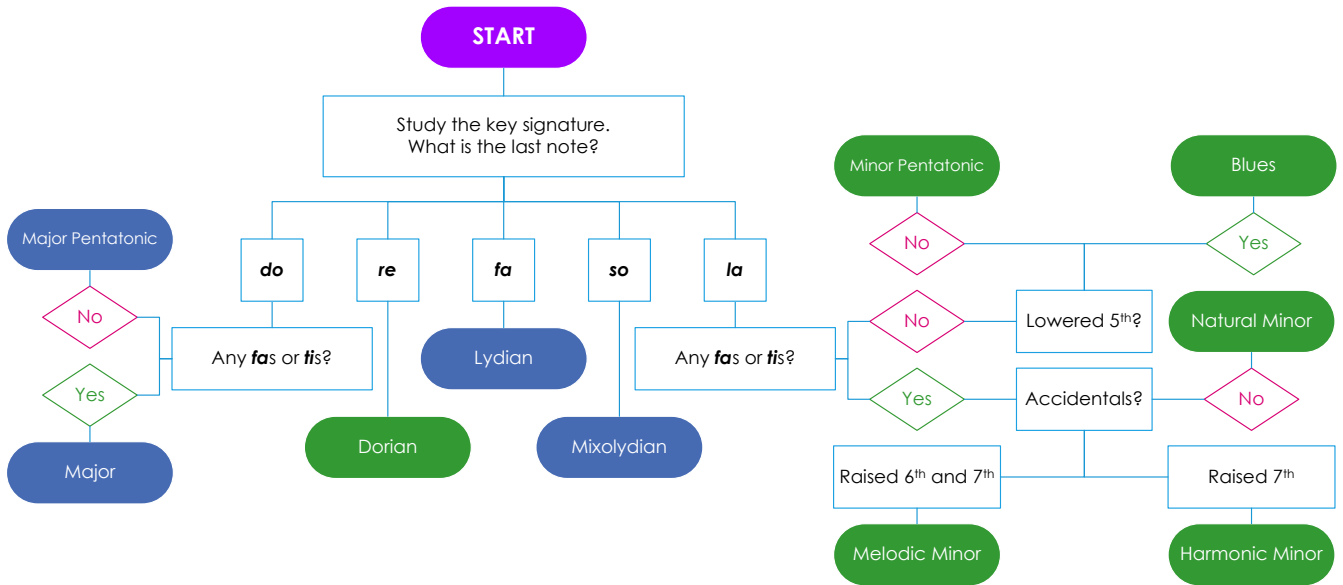 START
Study the key signature.
What is the last note?
Minor Pentatonic
Blues
Major Pentatonic
do
re
fa
so
la
No
Yes
No
Any fas or tis?
Lydian
Any fas or tis?
No
Lowered 5th?
Natural Minor
Yes
Yes
Accidentals?
No
Major
Dorian
Mixolydian
Raised 6th and 7th
Raised 7th
Melodic Minor
Harmonic Minor